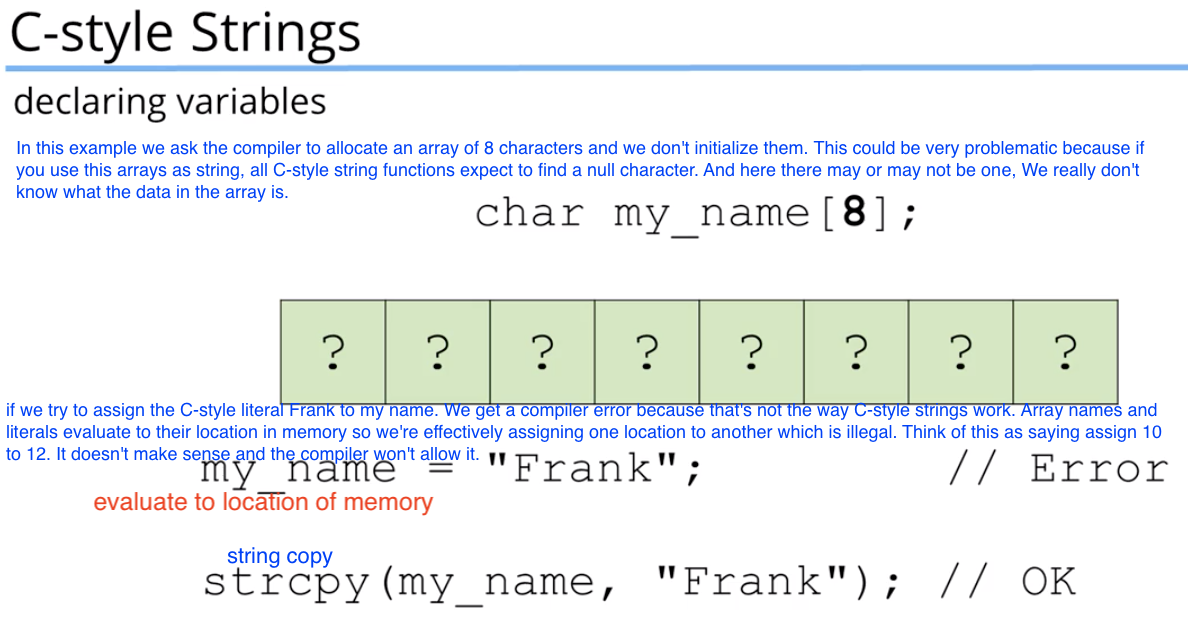 C-style Strings
declaring variables
In this example we ask the compiler to allocate an array of 8 characters and we don't initialize them. This could be very problematic because if
you use this arrays as string, all C-style string functions expect to find a null character. And here there may or may not be one, We really don't
know what the data in the array is.
char my_name[8];
? ? ? ? ? ? ? ?
if we try to assign the C-style literal Frank to my name. We get a compiler error because that's not the way C-style strings work. Array names and
literals evaluate to their location in memory so we're effectively assigning one location to another which is illegal. Think of this as saying assign 10
to 12. It doesn't make sense and the compiler won't allow it.
my_name = "Frank"; // Error
evaluate to location of memory
string copy
strcpy(my_name, "Frank"); // OK